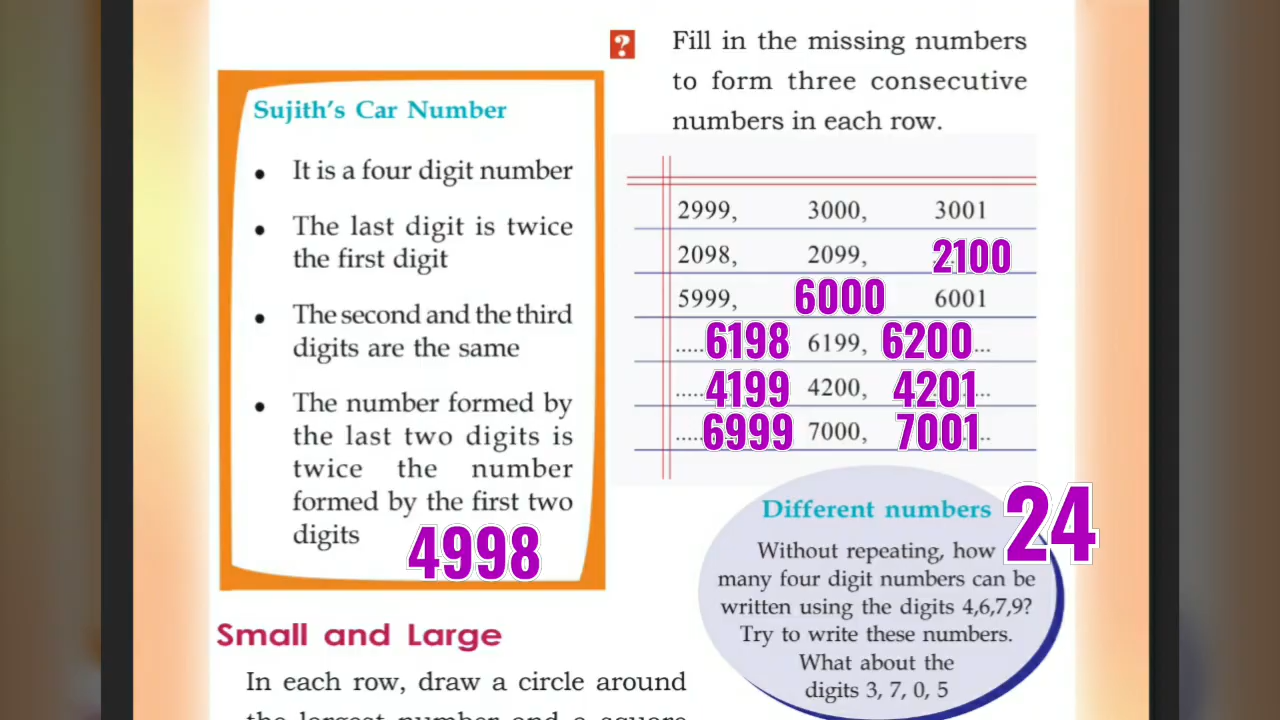 Sujith's Car Number
• It is a four digit number
• The last digit is twice
the first digit
• The second and the third
digits are the same
• The number formed by
the last two digits is
twice the number
formed by the first two
digits 4998
Small and Large
In each row, draw a circle around
the largest number and a square
? Fill in the missing numbers
to form three consecutive
numbers in each row.
2999, 3000, 3001
2098, 2099, 2100
5999, 6000 6001
.....6198 6199, 6200...
.....4199 4200, 4201...
.....6999 7000, 7001..
Different numbers 24
Without repeating, how
many four digit numbers can be
written using the digits 4,6,7,9?
Try to write these numbers.
What about the
digits 3, 7, 0, 5